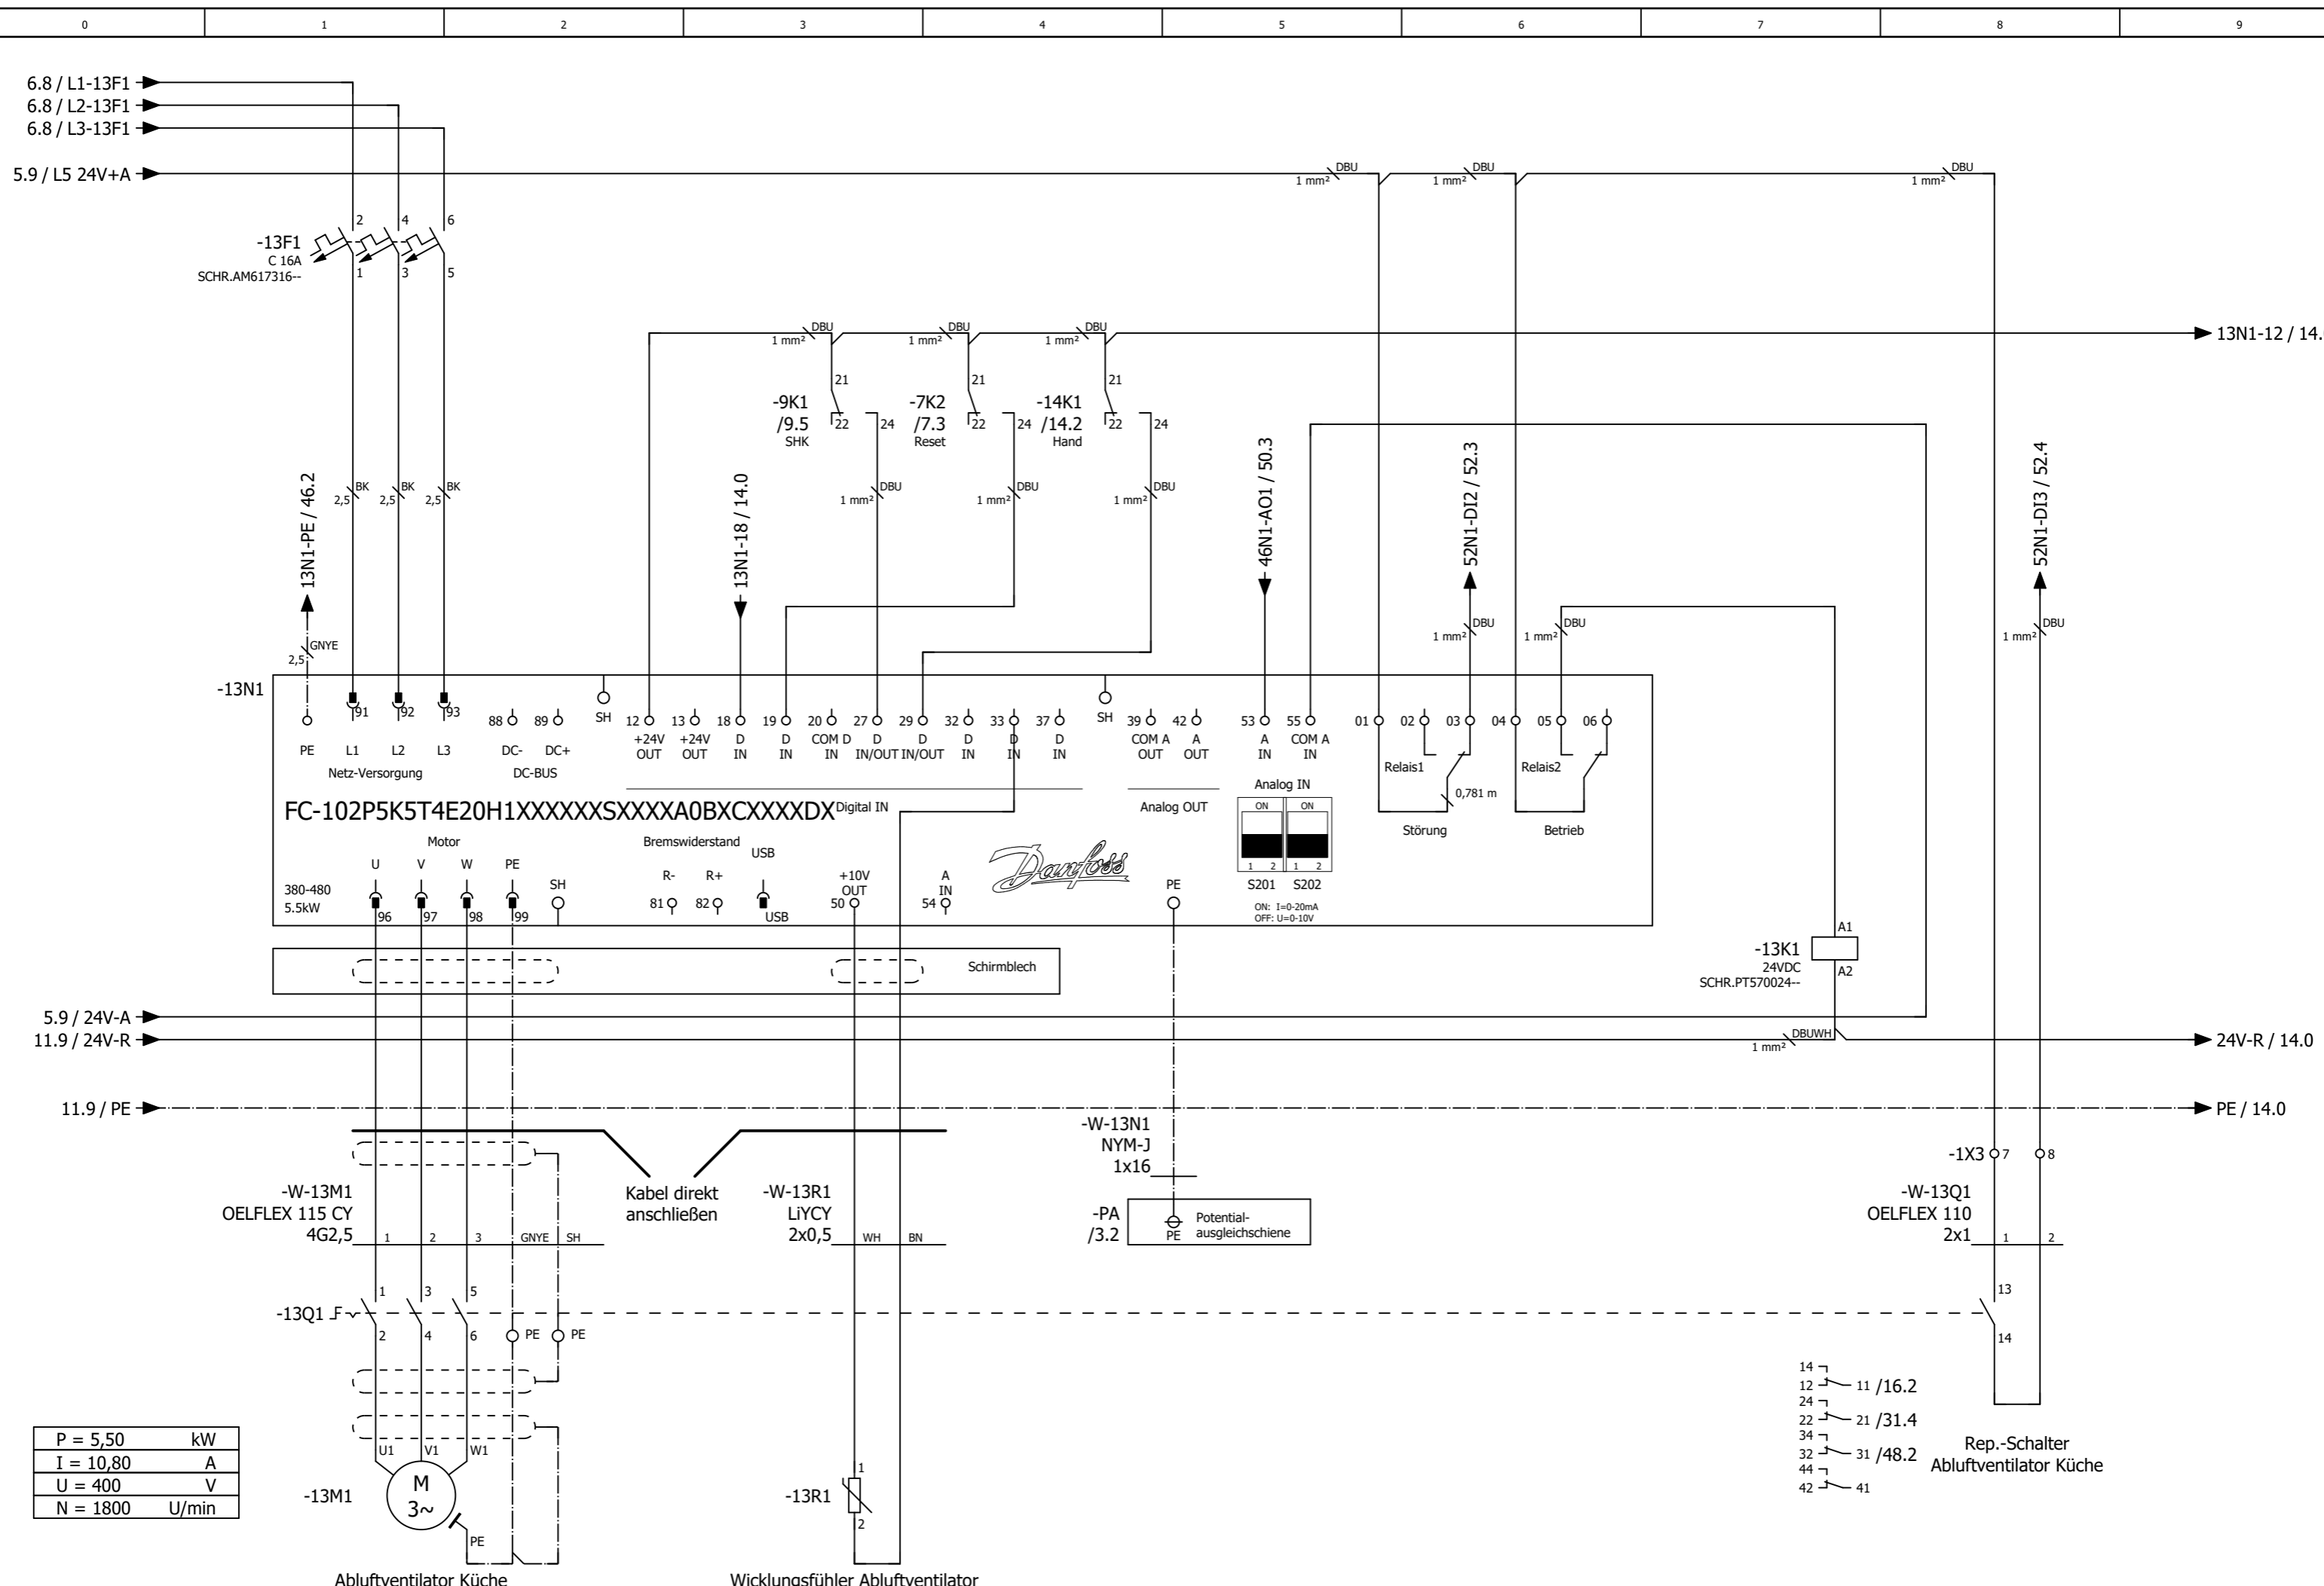 0 1 2 3 4 5 6 7 8 9
6.8 / L1-13F1
6.8 / L2-13F1
6.8 / L3-13F1
5.9 / L5 24V+A
DBU DBU DBU
1 mm² 1 mm² 1 mm²
2 4 6
-13F1
C 16A
SCHR.AM617316--
1 3 5
DBU DBU DBU
1 mm² 1 mm² 1 mm²
13N1-12 / 14.
21 21 21
-9K1 -7K2 -14K1
/9.5 /7.3 /14.2
SHK Reset Hand
22 24 22 24 22 24
13N1-PE / 46.2
BK BK BK
2,5 2,5 2,5
13N1-18 / 14.0
DBU DBU DBU
1 mm² 1 mm² 1 mm²
46N1-AO1 / 50.3
52N1-DI2 / 52.3
52N1-DI3 / 52.4
GNYE
2,5
DBU DBU DBU
1 mm² 1 mm² 1 mm²
-13N1
91 92 93 88 89 SH 12 13 18 19 20 27 29 32 33 37 SH 39 42 53 55 01 02 03 04 05 06
PE L1 L2 L3 DC- DC+
+24V +24V D D COM D D D D D D COM A A A COM A
OUT OUT IN IN IN IN/OUT IN/OUT IN IN IN OUT OUT IN IN
Netz-Versorgung DC-BUS
Relais1 Relais2
Analog IN
0,781 m
FC-102P5K5T4E20H1XXXXXXSXXXXA0BXCXXXXDX Digital IN
Analog OUT
ON ON
1 2 1 2
S201 S202
ON: I=0-20mA
OFF: U=0-10V
Störung Betrieb
Motor Bremswiderstand USB
U V W PE
SH
R- R+
+10V A
OUT IN
Danfoss
PE
380-480
5.5kW
96 97 98 99 81 82 USB 50 54
Schirmblech
A1
-13K1
24VDC
SCHR.PT570024--
A2
5.9 / 24V-A
11.9 / 24V-R
DBUWH
1 mm²
24V-R / 14.0
11.9 / PE
PE / 14.0
-W-13M1
OELFLEX 115 CY
4G2,5
1 2 3 GNYE SH
Kabel direkt
anschließen
-W-13R1
LiYCY
2x0,5
WH BN
-W-13N1
NYM-J
1x16
-PA
/3.2
PE
Potential-
ausgleichschiene
-1X3 7 8
-W-13Q1
OELFLEX 110
2x1
1 2
1 3 5
-13Q1
2 4 6
PE PE
13
14
14
12 11 /16.2
24
22 21 /31.4
34
32 31 /48.2
44
42 41
Rep.-Schalter
Abluftventilator Küche
P = 5,50 kW
I = 10,80 A
U = 400 V
N = 1800 U/min
U1 V1 W1
-13M1
M
3~
PE
-13R1
1
2
Abluftventilator Küche
Wicklungsfühler Abluftventilator